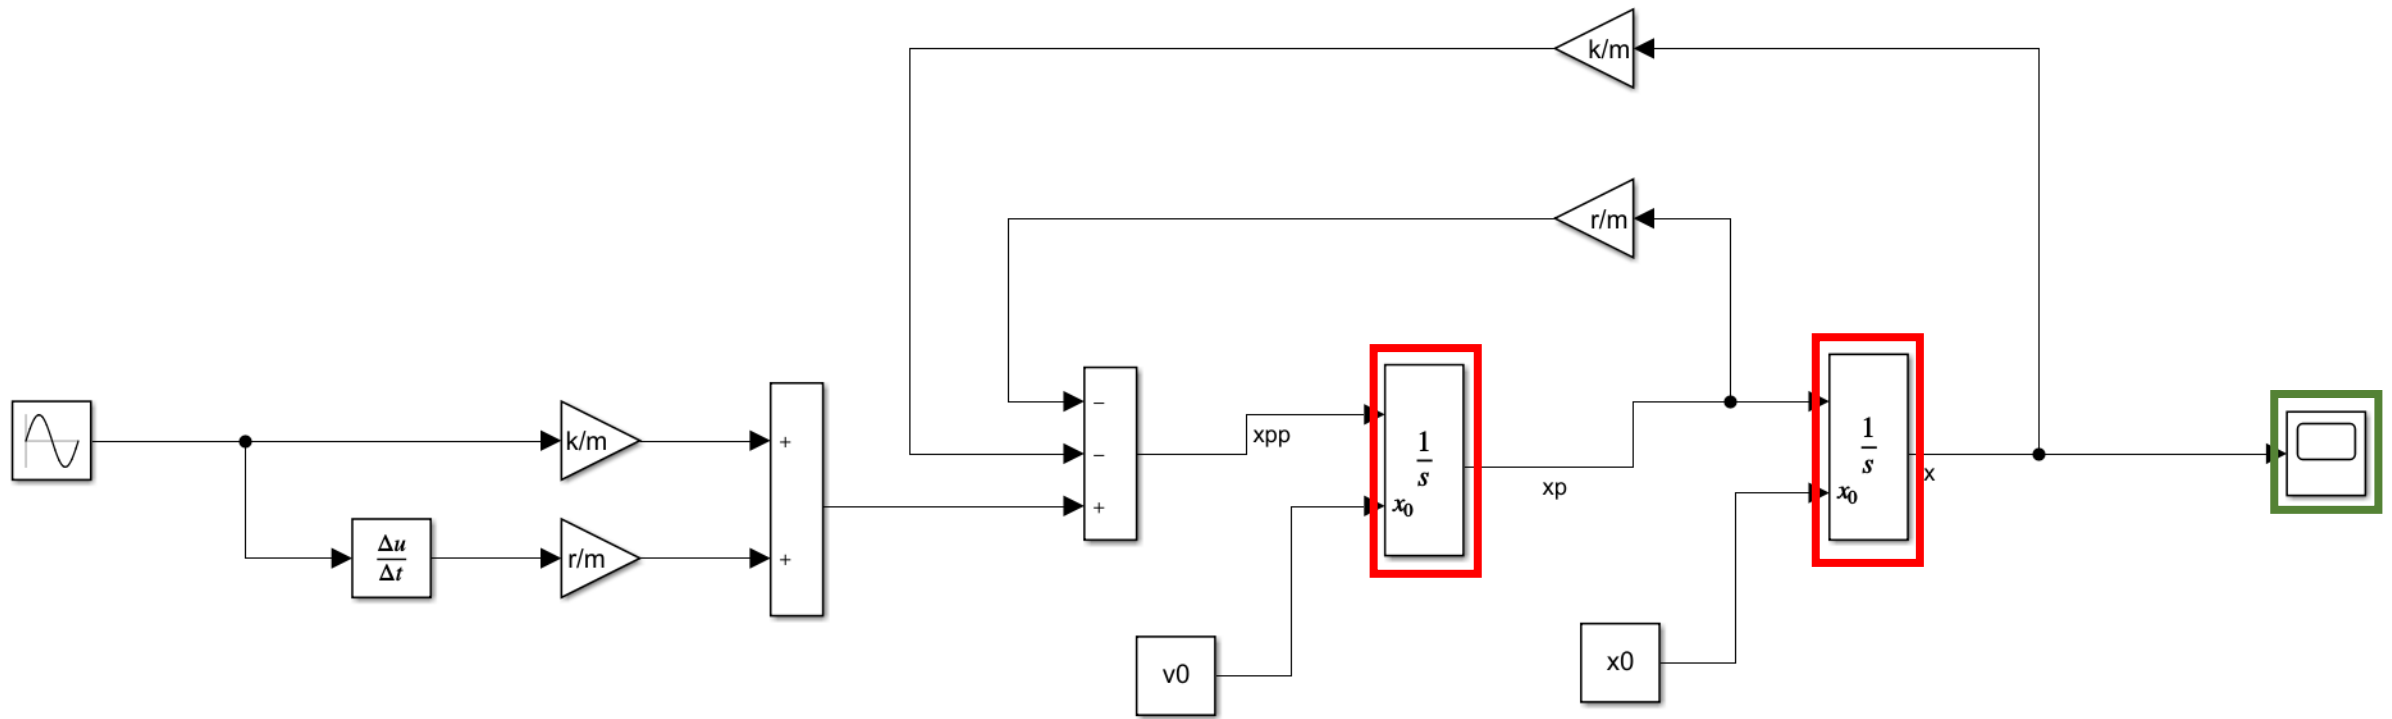 k/m
r/m
k/m
r/m
Δu
Δt
+
+
−
−
+
xpp
1
s
x₀
xp
1
s
x₀
x
v0
x0